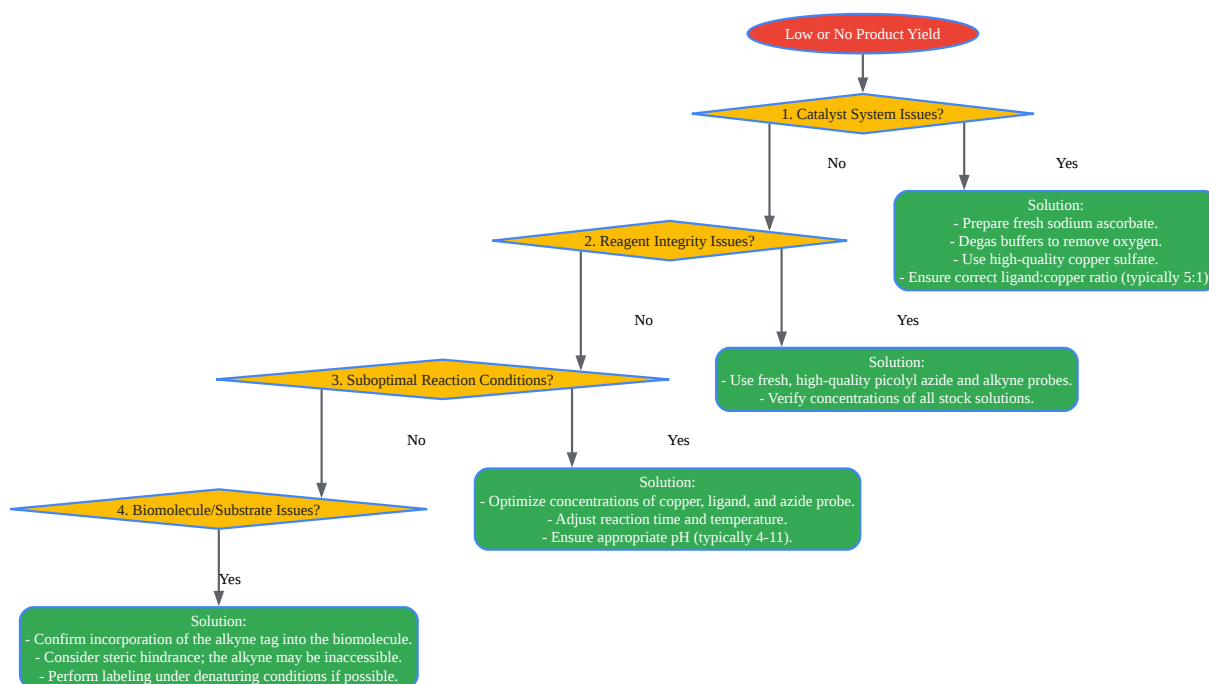 Low or No Product Yield
1. Catalyst System Issues?
No
Yes
Solution:
- Prepare fresh sodium ascorbate.
- Degas buffers to remove oxygen.
- Use high-quality copper sulfate.
- Ensure correct ligand:copper ratio (typically 5:1)
2. Reagent Integrity Issues?
No
Yes
Solution:
- Use fresh, high-quality picolyl azide and alkyne probes.
- Verify concentrations of all stock solutions.
3. Suboptimal Reaction Conditions?
No
Yes
Solution:
- Optimize concentrations of copper, ligand, and azide probe.
- Adjust reaction time and temperature.
- Ensure appropriate pH (typically 4-11).
4. Biomolecule/Substrate Issues?
Yes
Solution:
- Confirm incorporation of the alkyne tag into the biomolecule.
- Consider steric hindrance; the alkyne may be inaccessible.
- Perform labeling under denaturing conditions if possible.